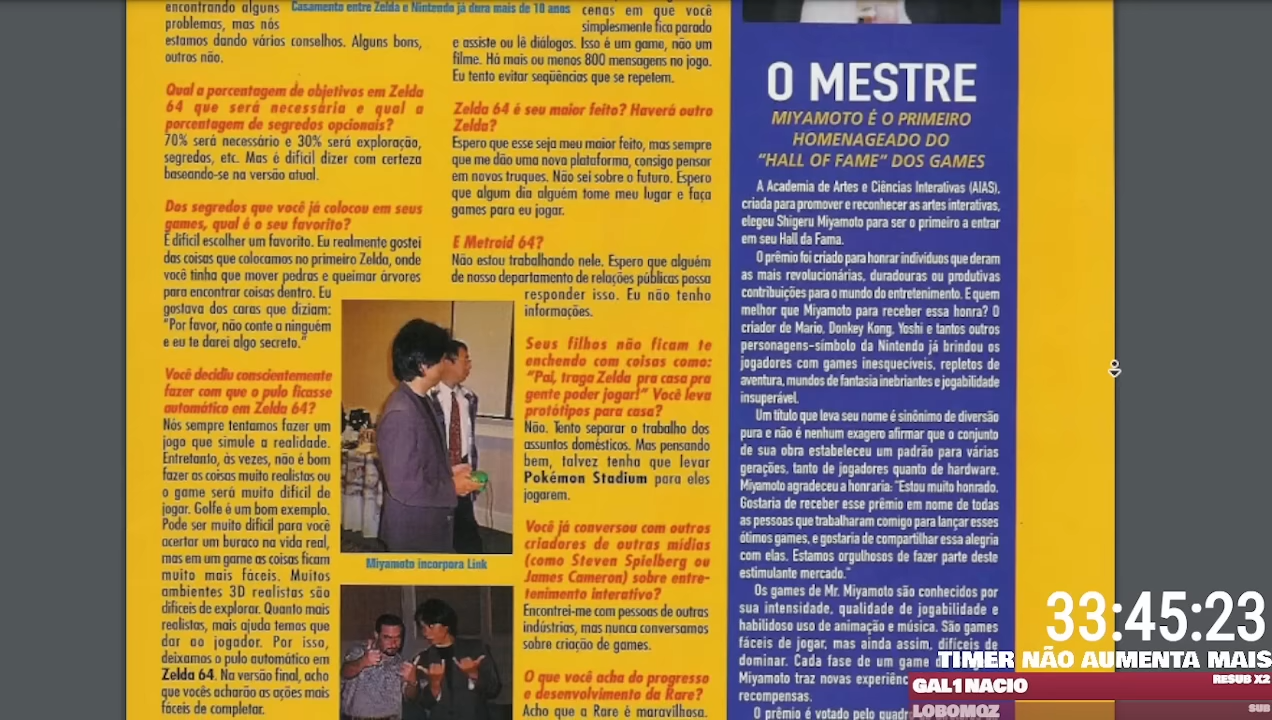 encontrando alguns
problemas, mas nós
estamos dando vários conselhos. Alguns bons,
outros não.
Qual a porcentagem de objetivos em Zelda
64 que será necessária e qual a
porcentagem de segredos opcionais?
70% será necessário e 30% será exploração,
segredos, etc. Mas é difícil dizer com certeza
baseando-se na versão atual.
Dos segredos que você já colocou em seus
games, qual é o seu favorito?
É difícil escolher um favorito. Eu realmente gostei
das coisas que colocamos no primeiro Zelda, onde
você tinha que mover pedras e queimar árvores
para encontrar coisas dentro. Eu
gostava dos caras que diziam:
"Por favor, não conte a ninguém
e eu te darei algo secreto."
Você decidiu conscientemente
fazer com que o pulo ficasse
automático em Zelda 64?
Nós sempre tentamos fazer um
jogo que simule a realidade.
Entretanto, às vezes, não é bom
fazer as coisas muito realistas ou
o game será muito difícil de
jogar. Golfe é um bom exemplo.
Pode ser muito difícil para você
acertar um buraco na vida real,
mas em um game as coisas ficam
muito mais fáceis. Muitos
ambientes 3D realistas são
difíceis de explorar. Quanto mais
realistas, mais ajuda temos que
dar ao jogador. Por isso,
deixamos o pulo automático em
Zelda 64. Na versão final, acho
que vocês acharão as ações mais
fáceis de completar.
Casamento entre Zelda e Nintendo já dura mais de 10 anos
cenas em que você
simplesmente fica parado
e assiste ou lê diálogos. Isso é um game, não um
filme. Há mais ou menos 800 mensagens no jogo.
Eu tento evitar seqüências que se repetem.
Zelda 64 é seu maior feito? Haverá outro
Zelda?
Espero que esse seja meu maior feito, mas sempre
que me dão uma nova plataforma, consigo pensar
em novos truques. Não sei sobre o futuro. Espero
que algum dia alguém tome meu lugar e faça
games para eu jogar.
E Metroid 64?
Não estou trabalhando nele. Espero que alguém
de nosso departamento de relações públicas possa
responder isso. Eu não tenho
informações.
Seus filhos não ficam te
enchendo com coisas como:
"Pai, traga Zelda pra casa pra
gente poder jogar!" Você leva
protótipos para casa?
Não. Tento separar o trabalho dos
assuntos domésticos. Mas pensando
bem, talvez tenha que levar
Pokémon Stadium para eles
jogarem.
Você já conversou com outros
criadores de outras mídias
(como Steven Spielberg ou
James Cameron) sobre entre-
tenimento interativo?
Encontrei-me com pessoas de outras
indústrias, mas nunca conversamos
sobre criação de games.
O que você acha do progresso
e desenvolvimento da Rare?
Acho que a Rare é maravilhosa.
Miyamoto incorpora Link
O MESTRE
MIYAMOTO É O PRIMEIRO
HOMENAGEADO DO
"HALL OF FAME" DOS GAMES
A Academia de Artes e Ciências Interativas (AIAS),
criada para promover e reconhecer as artes interativas,
elegeu Shigeru Miyamoto para ser o primeiro a entrar
em seu Hall da Fama.
O prêmio foi criado para honrar indivíduos que deram
as mais revolucionárias, duradouras ou produtivas
contribuições para o mundo do entretenimento. E quem
melhor que Miyamoto para receber essa honra? O
criador de Mario, Donkey Kong, Yoshi e tantos outros
personagens-símbolo da Nintendo já brindou os
jogadores com games inesquecíveis, repletos de
aventura, mundos de fantasia inebriantes e jogabilidade
insuperável.
Um título que leva seu nome é sinônimo de diversão
pura e não é nenhum exagero afirmar que o conjunto
de sua obra estabeleceu um padrão para várias
gerações, tanto de jogadores quanto de hardware.
Miyamoto agradeceu a honraria: "Estou muito honrado.
Gostaria de receber esse prêmio em nome de todas
as pessoas que trabalharam comigo para lançar esses
ótimos games, e gostaria de compartilhar essa alegria
com elas. Estamos orgulhosos de fazer parte deste
estimulante mercado."
Os games de Mr. Miyamoto são conhecidos por
sua intensidade, qualidade de jogabilidade e
habilidoso uso de animação e música. São games
fáceis de jogar, mas ainda assim, difíceis de
dominar. Cada fase de um game
Miyamoto traz novas
recompensas.
O prêmio é votado pelo
33:45:23
TIMER NÃO AUMENTA MAIS
GAL1NACIO
RESUB X2
LOBOMOZ
SUB